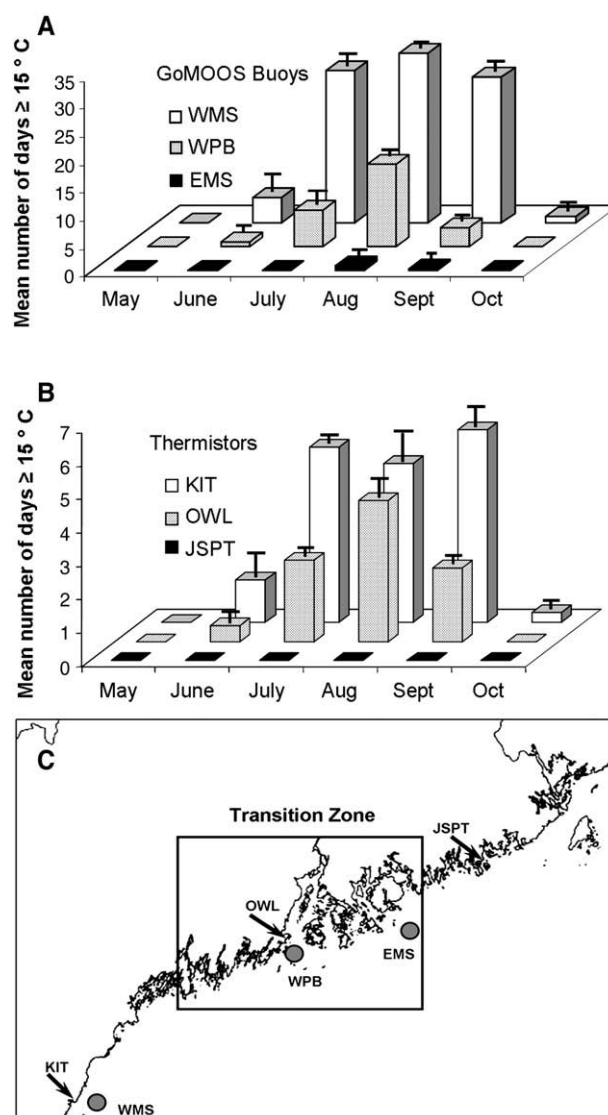 A
Mean number of days ≥ 15 ° C
GoMOOS Buoys
WMS
WPB
EMS
35
30
25
20
15
10
5
0
May June July Aug Sept Oct
B
Mean number of days ≥ 15 ° C
Thermistors
KIT
OWL
JSPT
7
6
5
4
3
2
1
0
May June July Aug Sept Oct
C
Transition Zone
JSPT
OWL
EMS
WPB
KIT
WMS